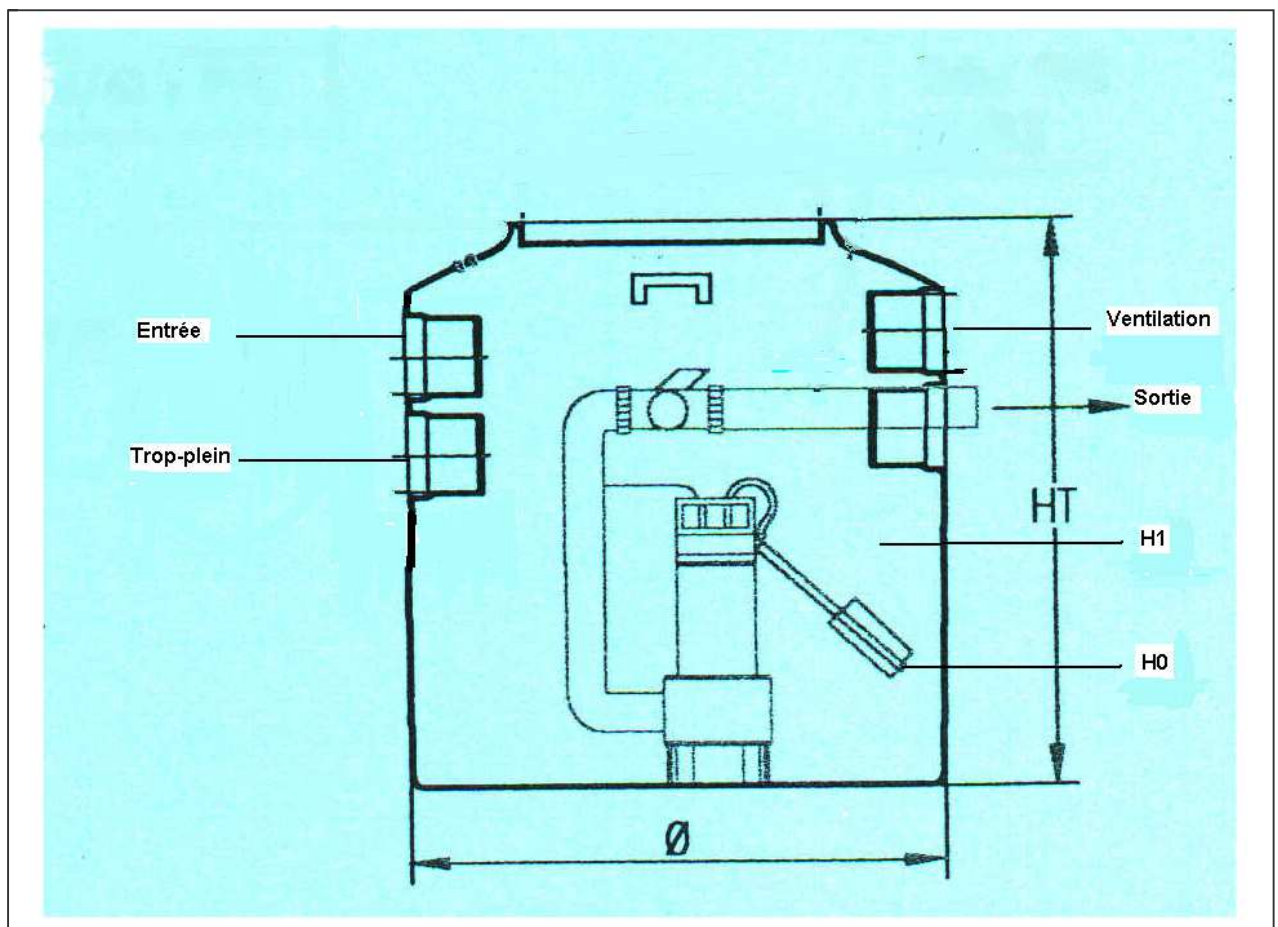 Entrée
Ventilation
Sortie
Trop-plein
HT
H1
H0
Ø